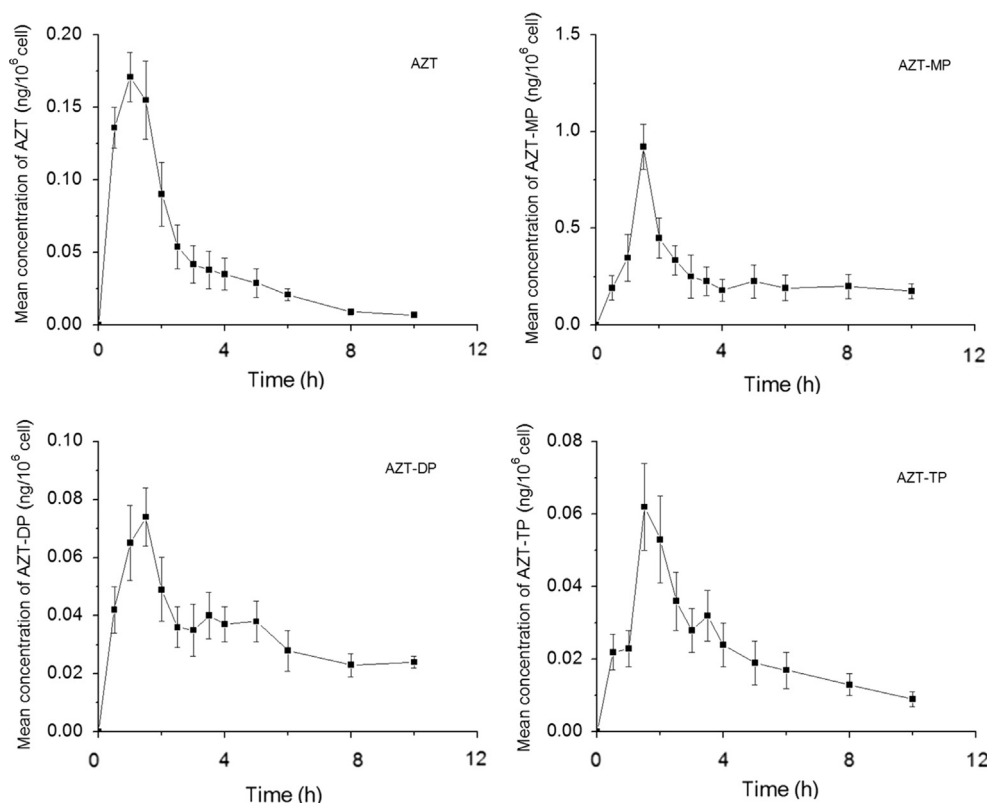 AZT
Mean concentration of AZT (ng/10⁶ cell)
0.20
0.15
0.10
0.05
0.00
0 4 8 12
Time (h)
AZT-MP
Mean concentration of AZT-MP (ng/10⁶ cell)
1.5
1.0
0.5
0.0
0 4 8 12
Time (h)
AZT-DP
Mean concentration of AZT-DP (ng/10⁶ cell)
0.10
0.08
0.06
0.04
0.02
0.00
0 4 8 12
Time (h)
AZT-TP
Mean concentration of AZT-TP (ng/10⁶ cell)
0.08
0.06
0.04
0.02
0.00
0 4 8 12
Time (h)